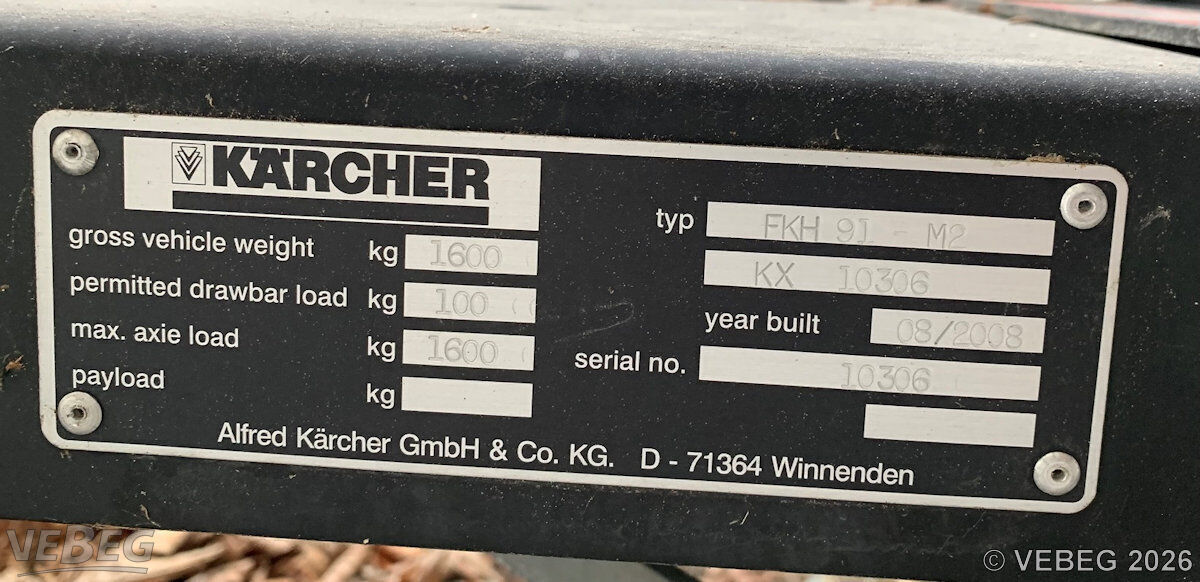 KÄRCHER
gross vehicle weight kg 1600
permitted drawbar load kg 100
max. axie load kg 1600
payload kg
typ FKH 91 - M2
KX 10306
year built 08/2008
serial no. 10306
Alfred Kärcher GmbH & Co. KG. D - 71364 Winnenden
VEBEG
© VEBEG 2026